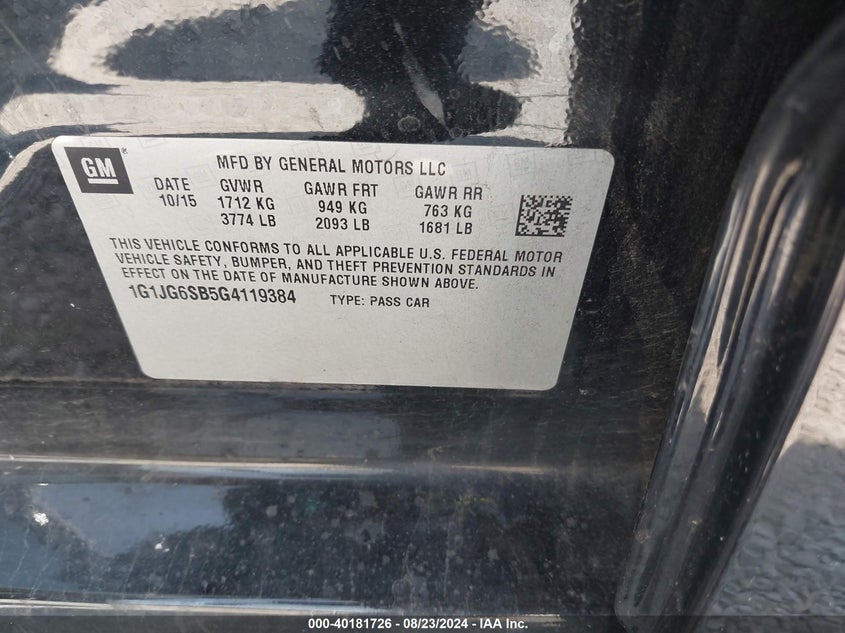 GM
MFD BY GENERAL MOTORS LLC
DATE GVWR GAWR FRT GAWR RR
10/15 1712 KG 949 KG 763 KG
3774 LB 2093 LB 1681 LB
THIS VEHICLE CONFORMS TO ALL APPLICABLE U.S. FEDERAL MOTOR
VEHICLE SAFETY, BUMPER, AND THEFT PREVENTION STANDARDS IN
EFFECT ON THE DATE OF MANUFACTURE SHOWN ABOVE.
1G1JG6SB5G4119384 TYPE: PASS CAR
000-40181726 - 08/23/2024 - IAA Inc.